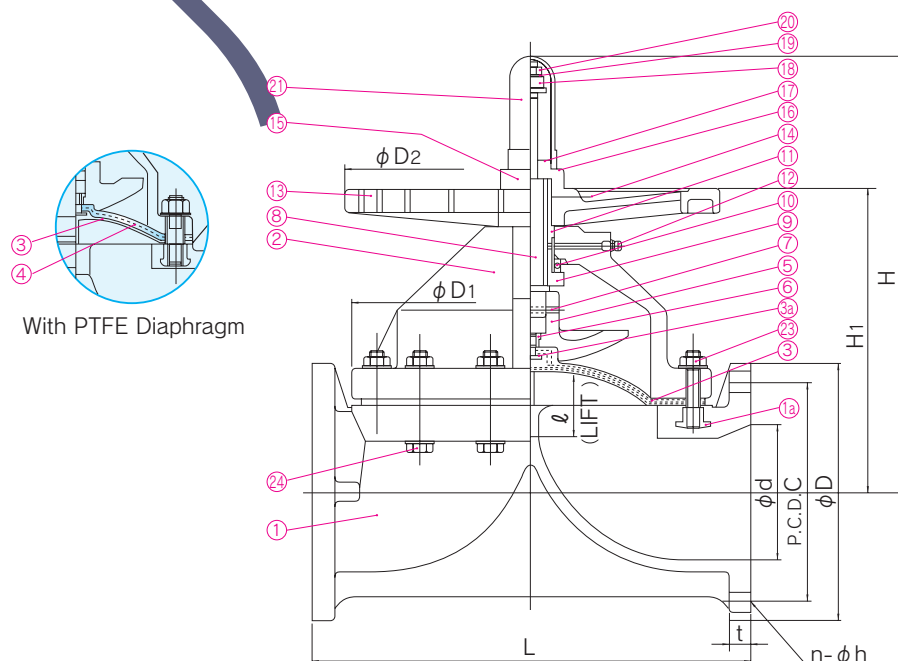 ⑳
⑲
⑱
⑰
⑯
⑭
⑪
⑫
⑩
⑨
⑦
⑤
⑥
3a
㉓
③
1a
㉑
⑮
φD2
⑬
⑧
②
φD1
㉔
①
③
④
With PTFE Diaphragm
ℓ
(LIFT)
H
H1
φd
P.C.D.C
φD
t
L
n-φh